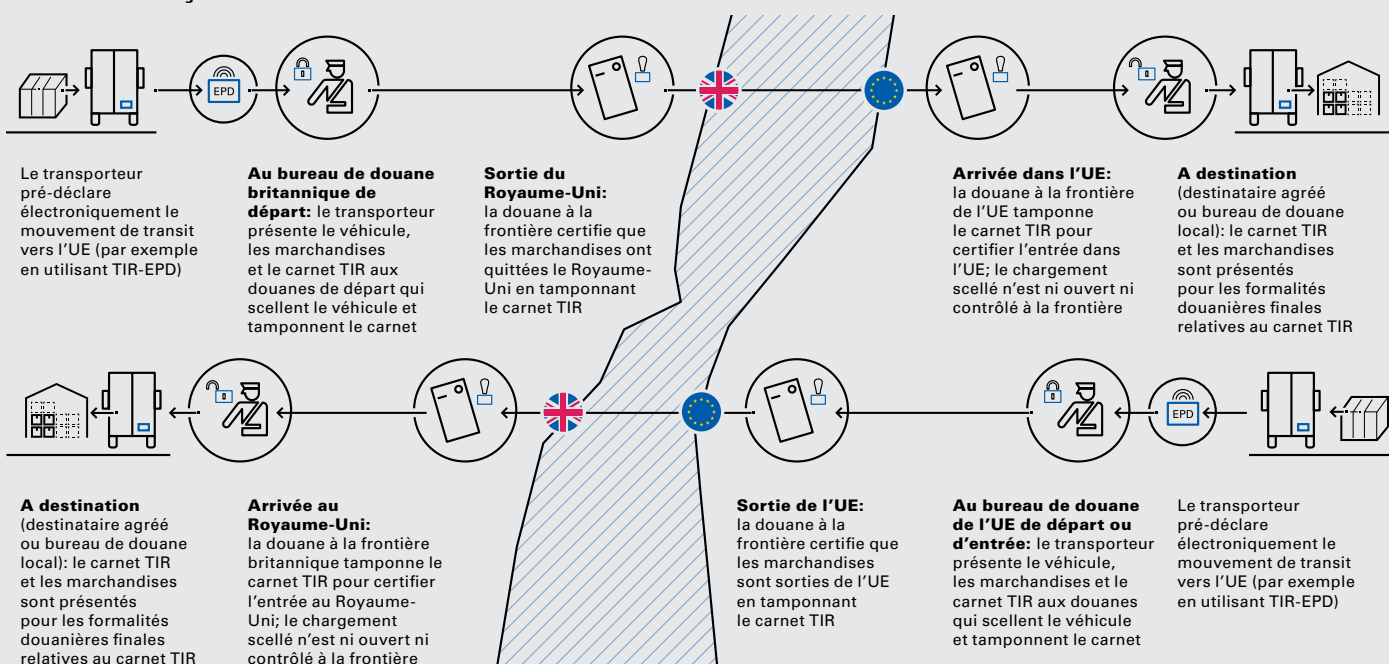 EPD
Le transporteur
pré-déclare
électroniquement le
mouvement de transit
vers l'UE (par exemple
en utilisant TIR-EPD)
Au bureau de douane
britannique de
départ: le transporteur
présente le véhicule,
les marchandises
et le carnet TIR aux
douanes de départ qui
scellent le véhicule et
tamponnent le carnet
Sortie du
Royaume-Uni:
la douane à la
frontière certifie que
les marchandises ont
quittées le Royaume-
Uni en tamponnant
le carnet TIR
Arrivée dans l'UE:
la douane à la frontière
de l'UE tamponne
le carnet TIR pour
certifier l'entrée dans
l'UE; le chargement
scellé n'est ni ouvert ni
contrôlé à la frontière
A destination
(destinataire agréé
ou bureau de douane
local): le carnet TIR
et les marchandises
sont présentés
pour les formalités
douanières finales
relatives au carnet TIR
EPD
A destination
(destinataire agréé
ou bureau de douane
local): le carnet TIR
et les marchandises
sont présentés
pour les formalités
douanières finales
relatives au carnet TIR
Arrivée au
Royaume-Uni:
la douane à la frontière
britannique tamponne le
carnet TIR pour certifier
l'entrée au Royaume-
Uni; le chargement
scellé n'est ni ouvert ni
contrôlé à la frontière
Sortie de l'UE:
la douane à la
frontière certifie que
les marchandises
sont sorties de l'UE
en tamponnant
le carnet TIR
Au bureau de douane
de l'UE de départ ou
d'entrée: le transporteur
présente le véhicule,
les marchandises et le
carnet TIR aux douanes
qui scellent le véhicule
et tamponnent le carnet
Le transporteur
pré-déclare
électroniquement le
mouvement de transit
vers l'UE (par exemple
en utilisant TIR-EPD)